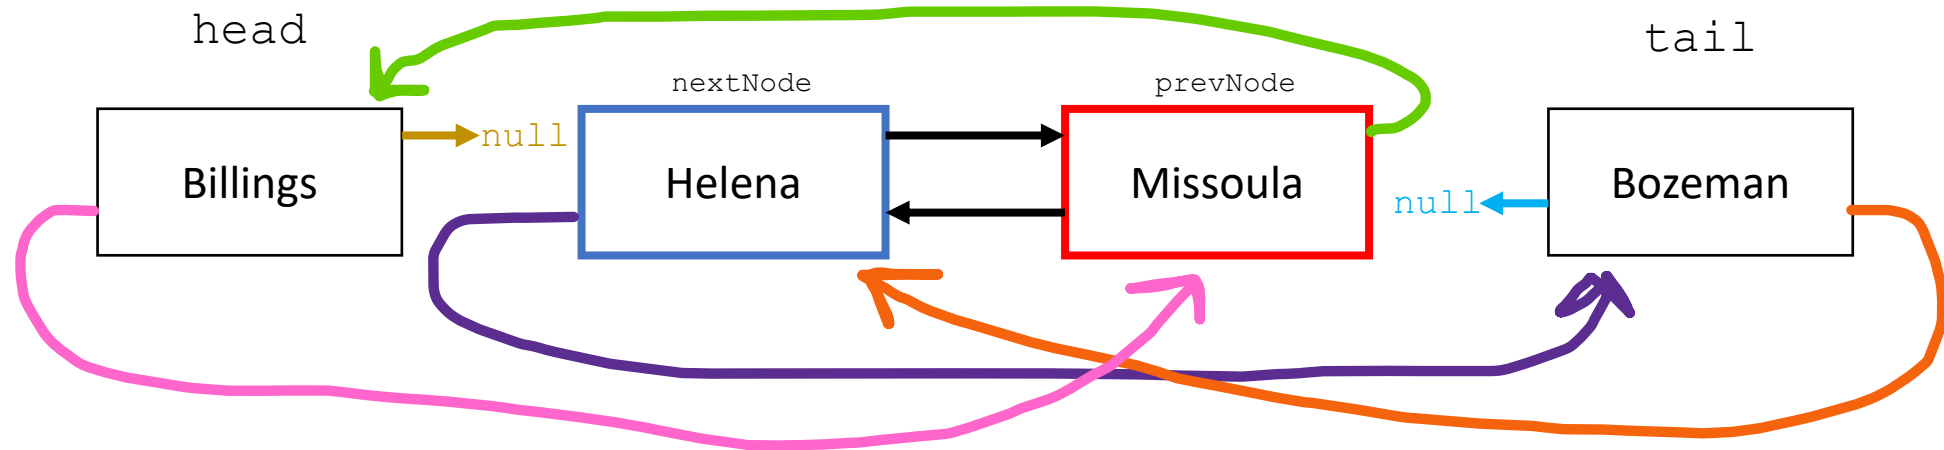 head
tail
nextNode
prevNode
null
Billings
Helena
Missoula
null
Bozeman